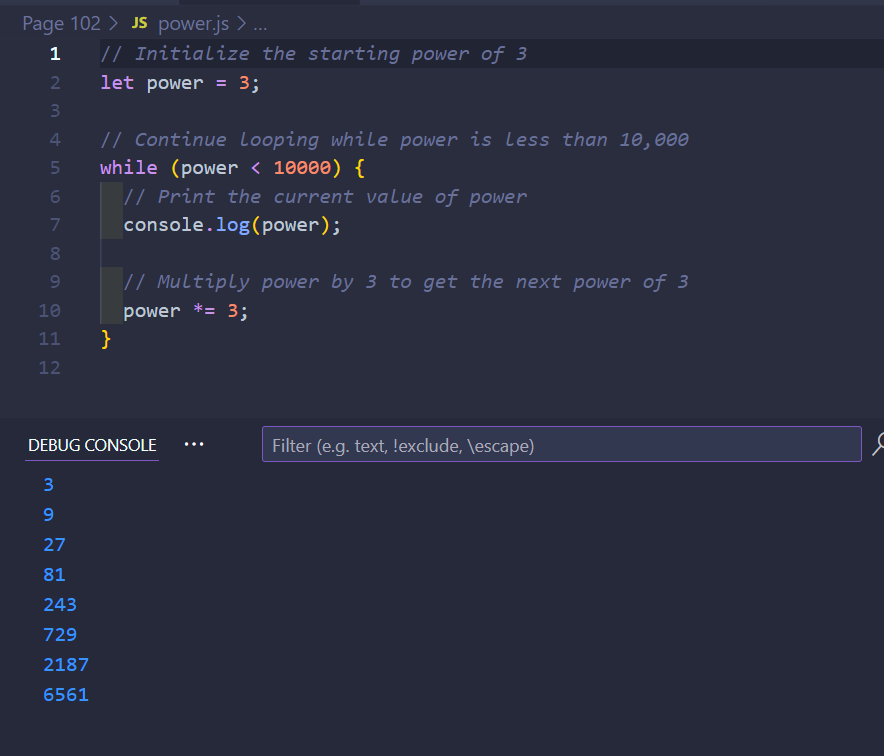 Page 102 > JS power.js > ...
1 // Initialize the starting power of 3
2 let power = 3;
3
4 // Continue looping while power is less than 10,000
5 while (power < 10000) {
6 // Print the current value of power
7 console.log(power);
8
9 // Multiply power by 3 to get the next power of 3
10 power *= 3;
11 }
12
DEBUG CONSOLE ··· Filter (e.g. text, !exclude, \escape)
3
9
27
81
243
729
2187
6561